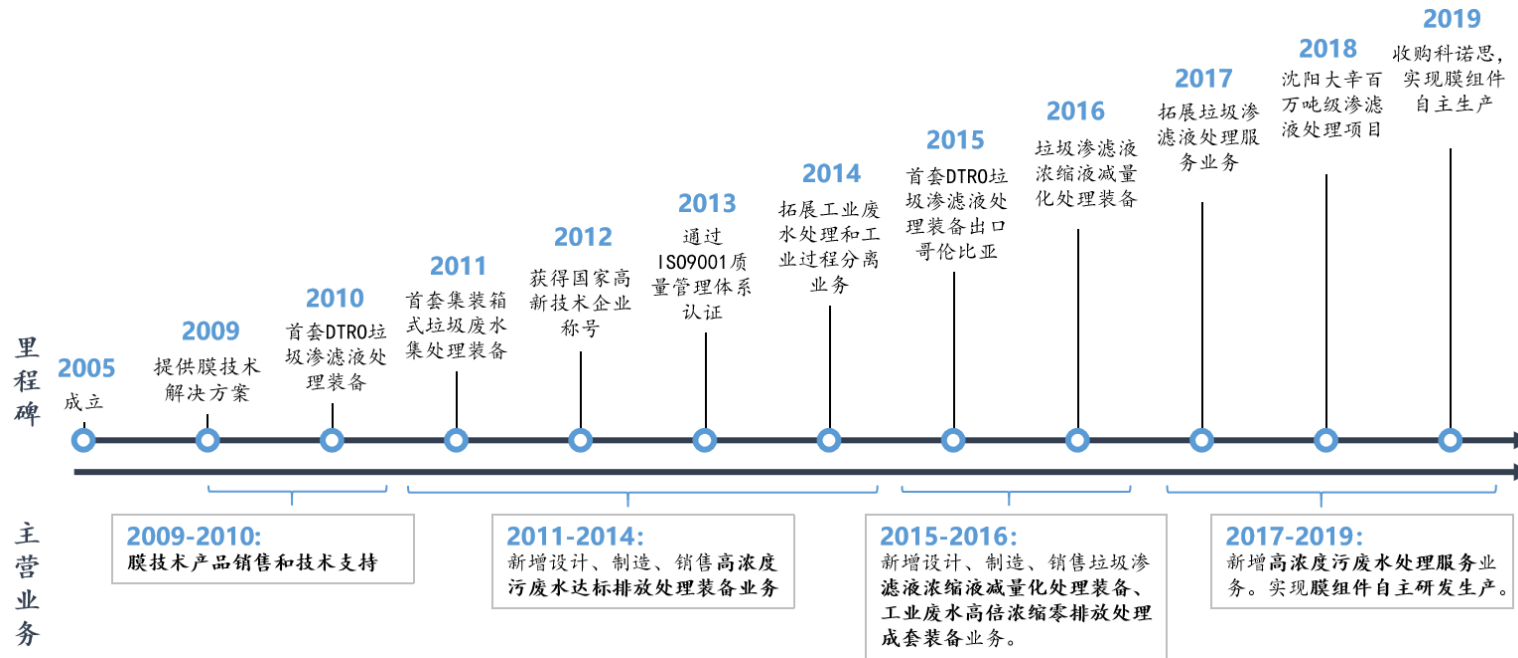 里
程
碑
2005
成立
2009
提供膜技术
解决方案
2010
首套DTRO垃
圾渗滤液处
理装备
2011
首套集装箱
式垃圾废水
集处理装备
2012
获得国家高
新技术企业
称号
2013
通过
ISO9001质
量管理体系
认证
2014
拓展工业废
水处理和工
业过程分离
业务
2015
首套DTRO垃
圾渗滤液处
理装备出口
哥伦比亚
2016
垃圾渗滤液
浓缩液减量
化处理装备
2017
拓展垃圾渗
滤液处理服
务业务
2018
沈阳大辛百
万吨级渗滤
液处理项目
2019
收购科诺思，
实现膜组件
自主生产
主
营
业
务
2009-2010:
膜技术产品销售和技术支持
2011-2014:
新增设计、制造、销售高浓度
污废水达标排放处理装备业务
2015-2016:
新增设计、制造、销售垃圾渗
滤液浓缩液减量化处理装备、
工业废水高倍浓缩零排放处理
成套装备业务。
2017-2019:
新增高浓度污废水处理服务业
务。实现膜组件自主研发生产。